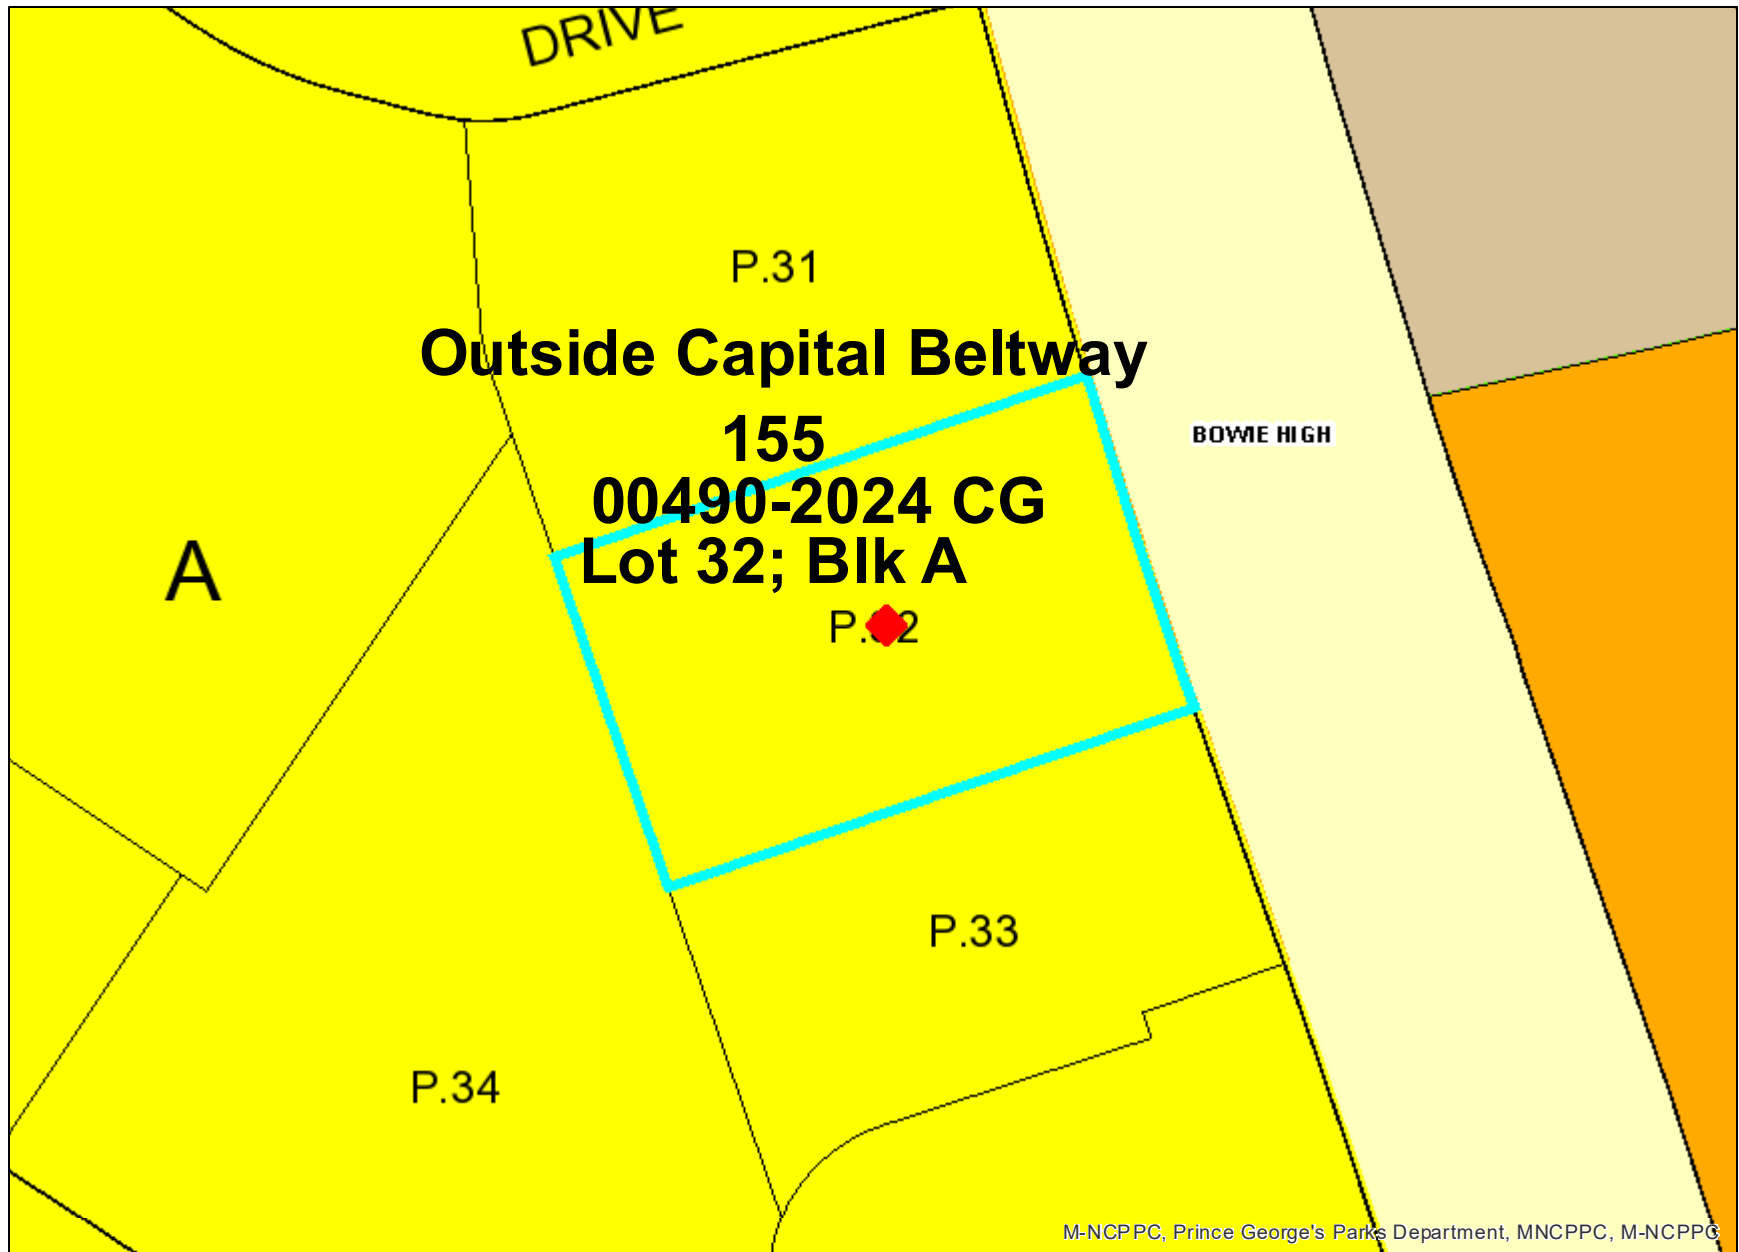 DRIVE
P.31
Outside Capital Beltway
155
BOWIE HIGH
00490-2024 CG
Lot 32; Blk A
A
P.32
P.33
P.34
M-NCPPC, Prince George's Parks Department, MNCPPC, M-NCPPC